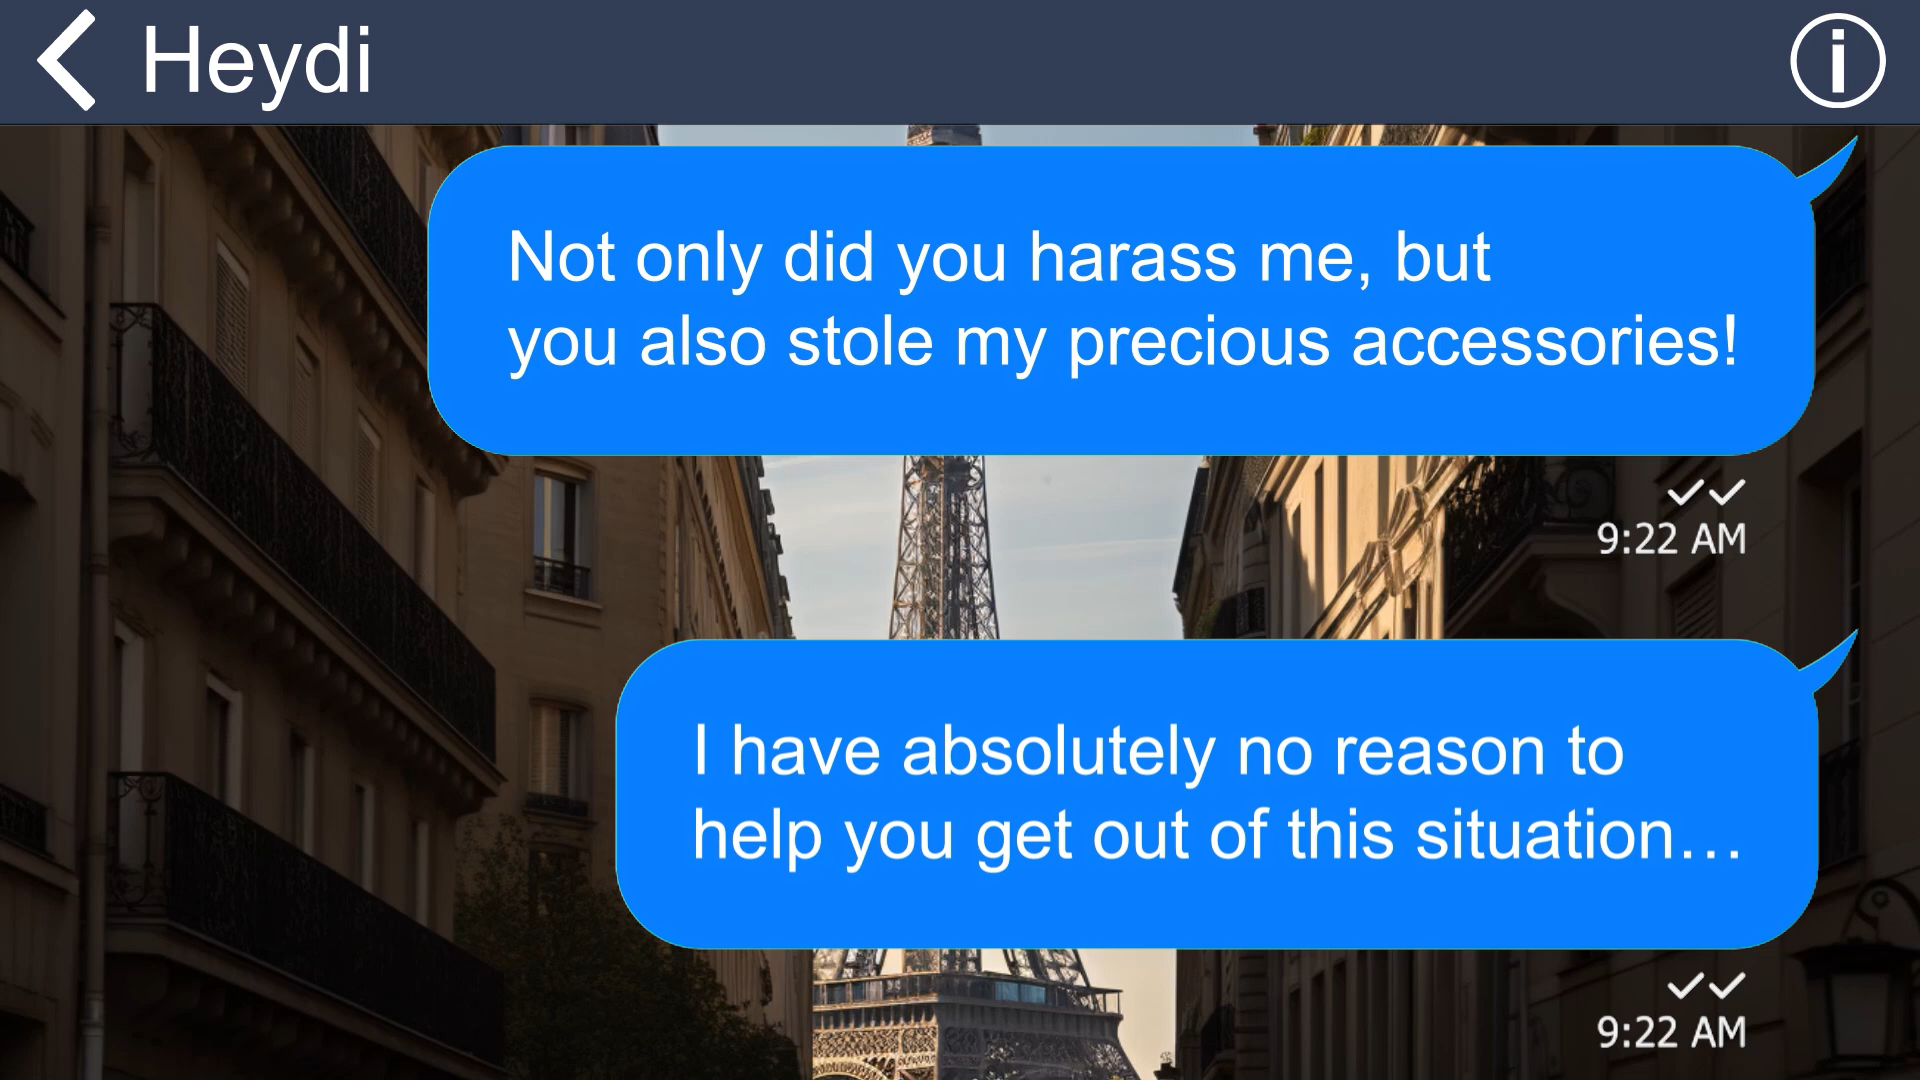 Heydi
Not only did you harass me, but
you also stole my precious accessories!
9:22 AM
I have absolutely no reason to
help you get out of this situation…
9:22 AM